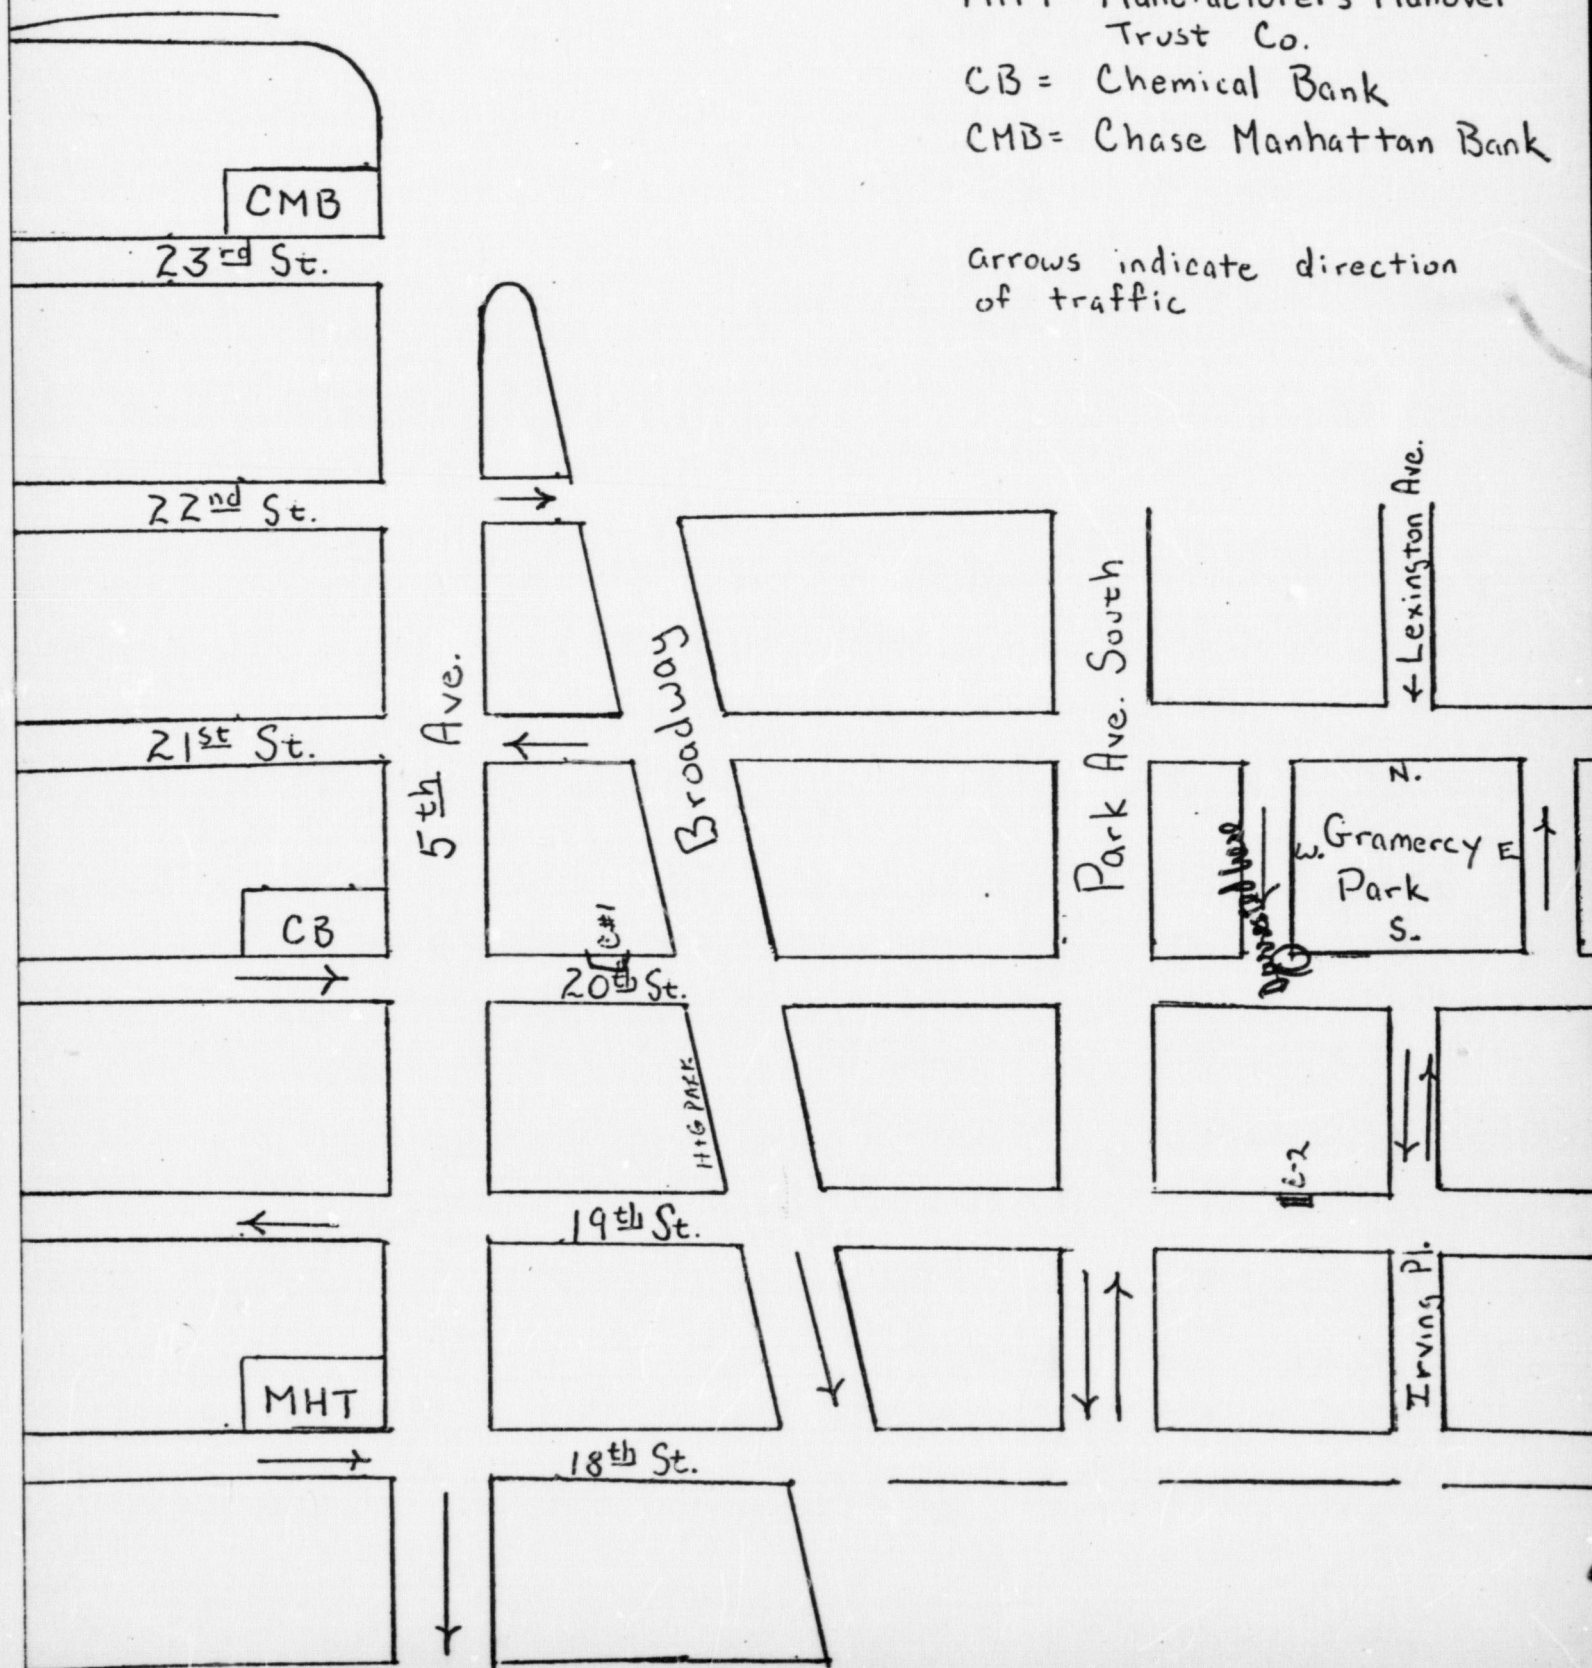 Trust Co.
CB = Chemical Bank
CMB= Chase Manhattan Bank
arrows indicate direction
of traffic
CMB
23rd St.
22nd St.
← Lexington Ave.
21st St.
5th Ave.
Broadway
Park Ave. South
N.
W. Gramercy E
Park
S.
CB
C#1
20th St.
H+G PARK
C-2
19th St.
Irving Pl.
MHT
18th St.